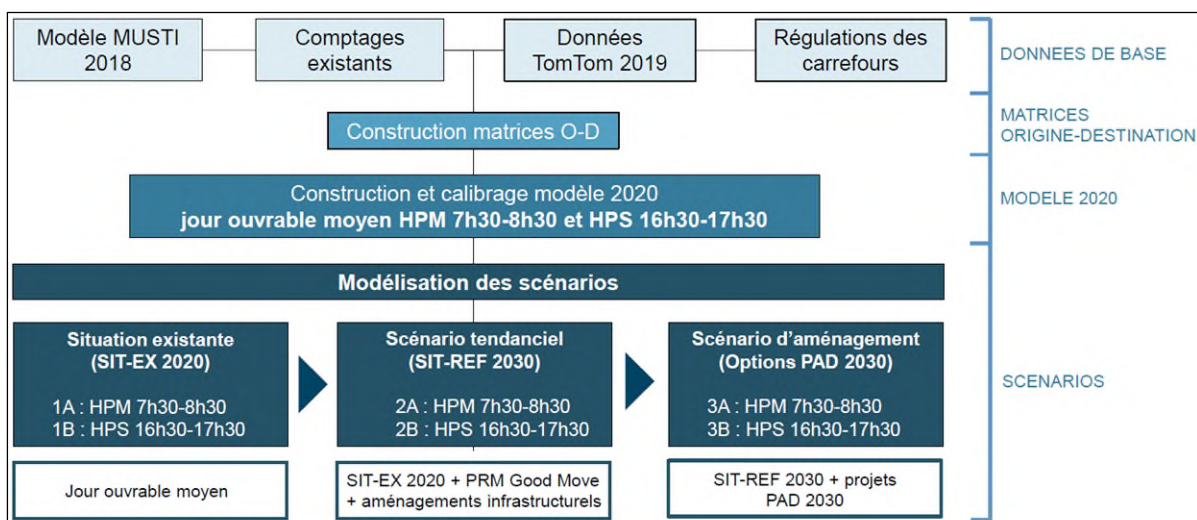 Modèle MUSTI
2018
Comptages
existants
Données
TomTom 2019
Régulations des
carrefours
DONNEES DE BASE
Construction matrices O-D
MATRICES
ORIGINE-DESTINATION
Construction et calibrage modèle 2020
jour ouvrable moyen HPM 7h30-8h30 et HPS 16h30-17h30
MODELE 2020
Modélisation des scénarios
Situation existante
(SIT-EX 2020)
1A : HPM 7h30-8h30
1B : HPS 16h30-17h30
Scénario tendanciel
(SIT-REF 2030)
2A : HPM 7h30-8h30
2B : HPS 16h30-17h30
Scénario d'aménagement
(Options PAD 2030)
3A : HPM 7h30-8h30
3B : HPS 16h30-17h30
SCENARIOS
Jour ouvrable moyen
SIT-EX 2020 + PRM Good Move
+ aménagements infrastructurels
SIT-REF 2030 + projets
PAD 2030